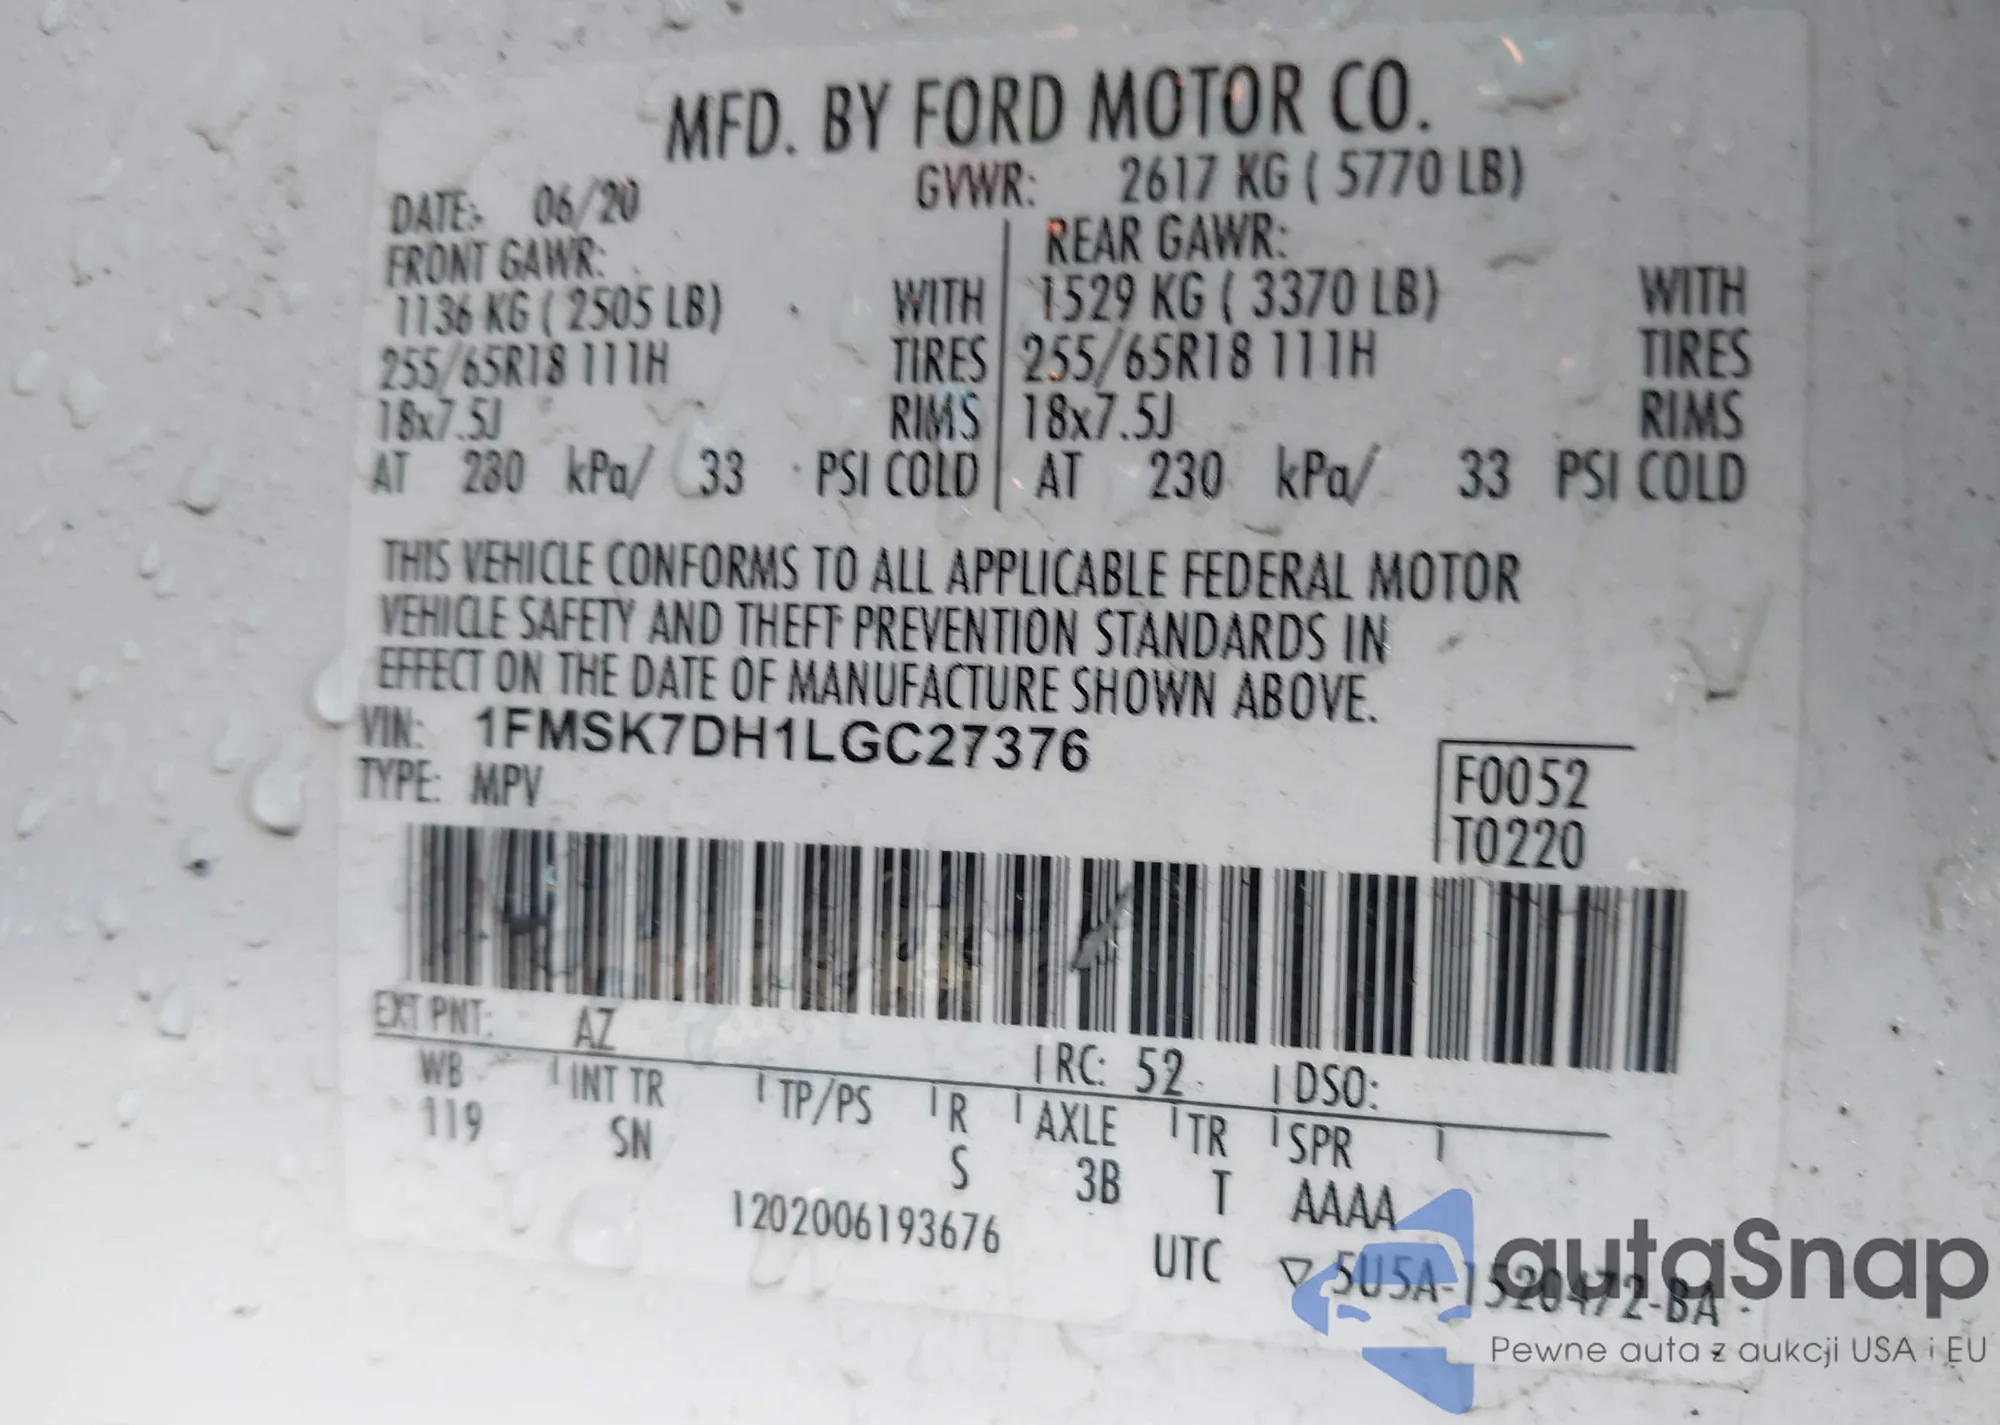 MFD. BY FORD MOTOR CO.
DATE: 06/20 GVWR: 2617 KG ( 5770 LB)
FRONT GAWR: REAR GAWR:
1136 KG ( 2505 LB) WITH 1529 KG ( 3370 LB) WITH
255/65R18 111H TIRES 255/65R18 111H TIRES
18x7.5J RIMS 18x7.5J RIMS
AT 230 kPa/ 33 PSI COLD AT 230 kPa/ 33 PSI COLD
THIS VEHICLE CONFORMS TO ALL APPLICABLE FEDERAL MOTOR
VEHICLE SAFETY AND THEFT PREVENTION STANDARDS IN
EFFECT ON THE DATE OF MANUFACTURE SHOWN ABOVE.
VIN: 1FMSK7DH1LGC27376
TYPE: MPV
F0052
T0220
EXT PNT: AZ RC: 52 DSO:
WB INT TR TP/PS R AXLE TR SPR
119 SN S 3B T AAAA
1202006193676 UTC ▽ 5U5A-1520472-BA
autaSnap
Pewne auta z aukcji USA i EU